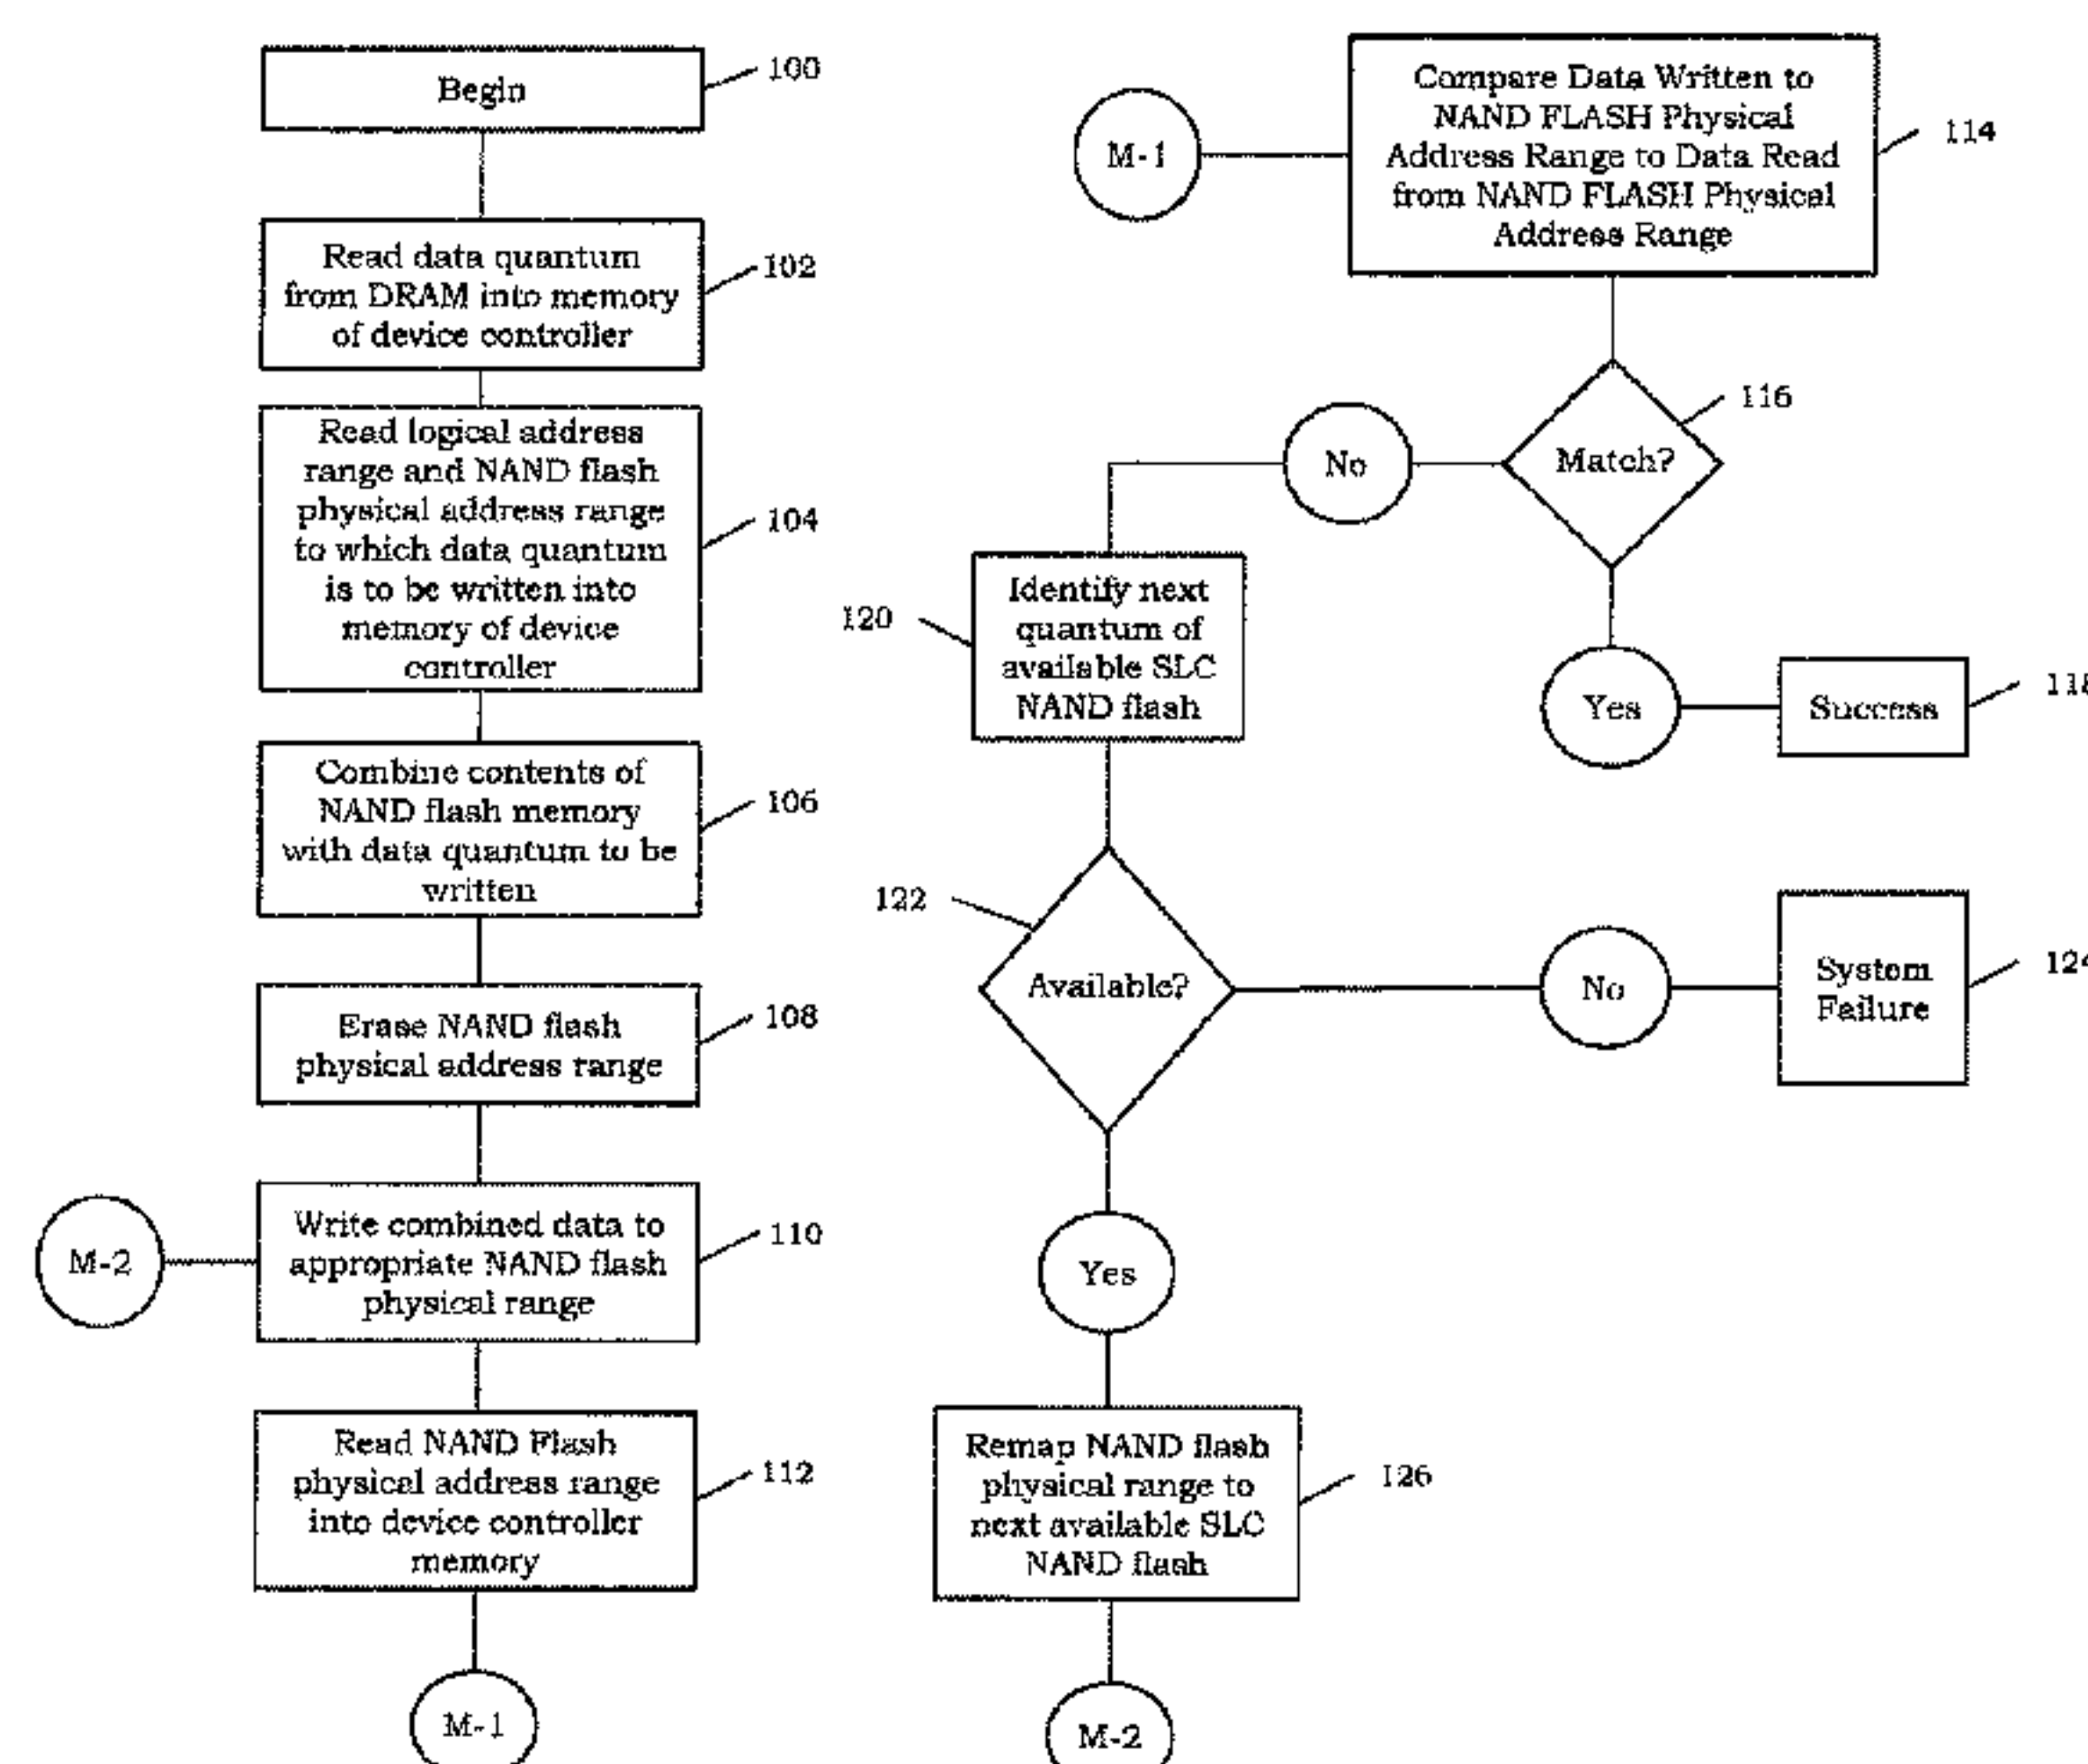 Begin
100
Read data quantum
from DRAM into memory
of device controller
102
Read logical address
range and NAND flash
physical address range
to which data quantum
is to be written into
memory of device
controller
104
Combine contents of
NAND flash memory
with data quantum to be
written
106
Erase NAND flash
physical address range
108
M-2
Write combined data to
appropriate NAND flash
physical range
110
Read NAND Flash
physical address range
into device controller
memory
112
M-1
M-1
Compare Data Written to
NAND FLASH Physical
Address Range to Data Read
from NAND FLASH Physical
Address Range
114
Match?
116
No
Yes
Success
Identify next
quantum of
available SLC
NAND flash
120
Available?
122
No
System
Failure
Yes
Remap NAND flash
physical range to
next available SLC
NAND flash
126
M-2